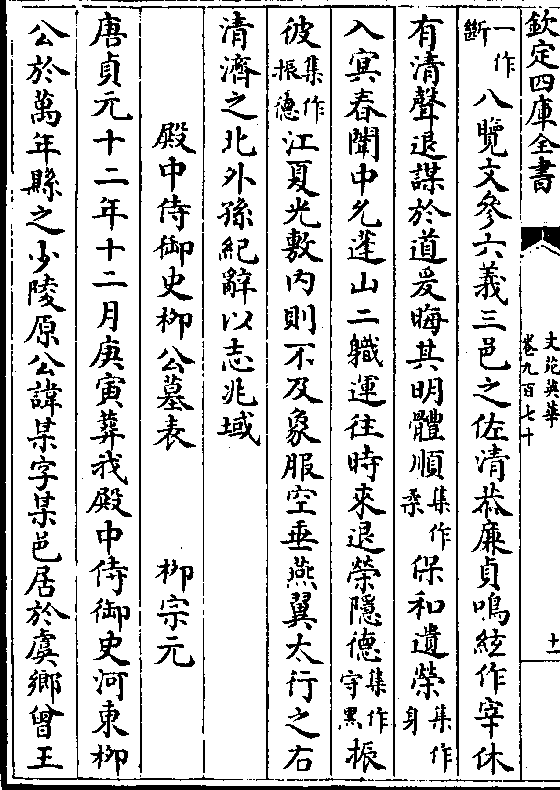 欽定四庫全書
文苑英華
卷九百七十
十一
一作斷八覽文參六義三邑之佐清恭廉貞鳴絃作宰休
有清聲退謀於道爰晦其明體順集作桑保和遺榮集作身
入寞春闈中允蓬山二職運往時來退榮隱德集作守黑振
彼集作振德江夏光敷內則不及象服空垂燕翼太行之右
清濟之北外孫紀辭以志兆域
殿中侍御史柳公墓表 柳宗元
唐貞元十二年十二月庚寅葬我殿中侍御史河東柳
公於萬年縣之少陵原公諱某字某邑居於虞鄉曾王